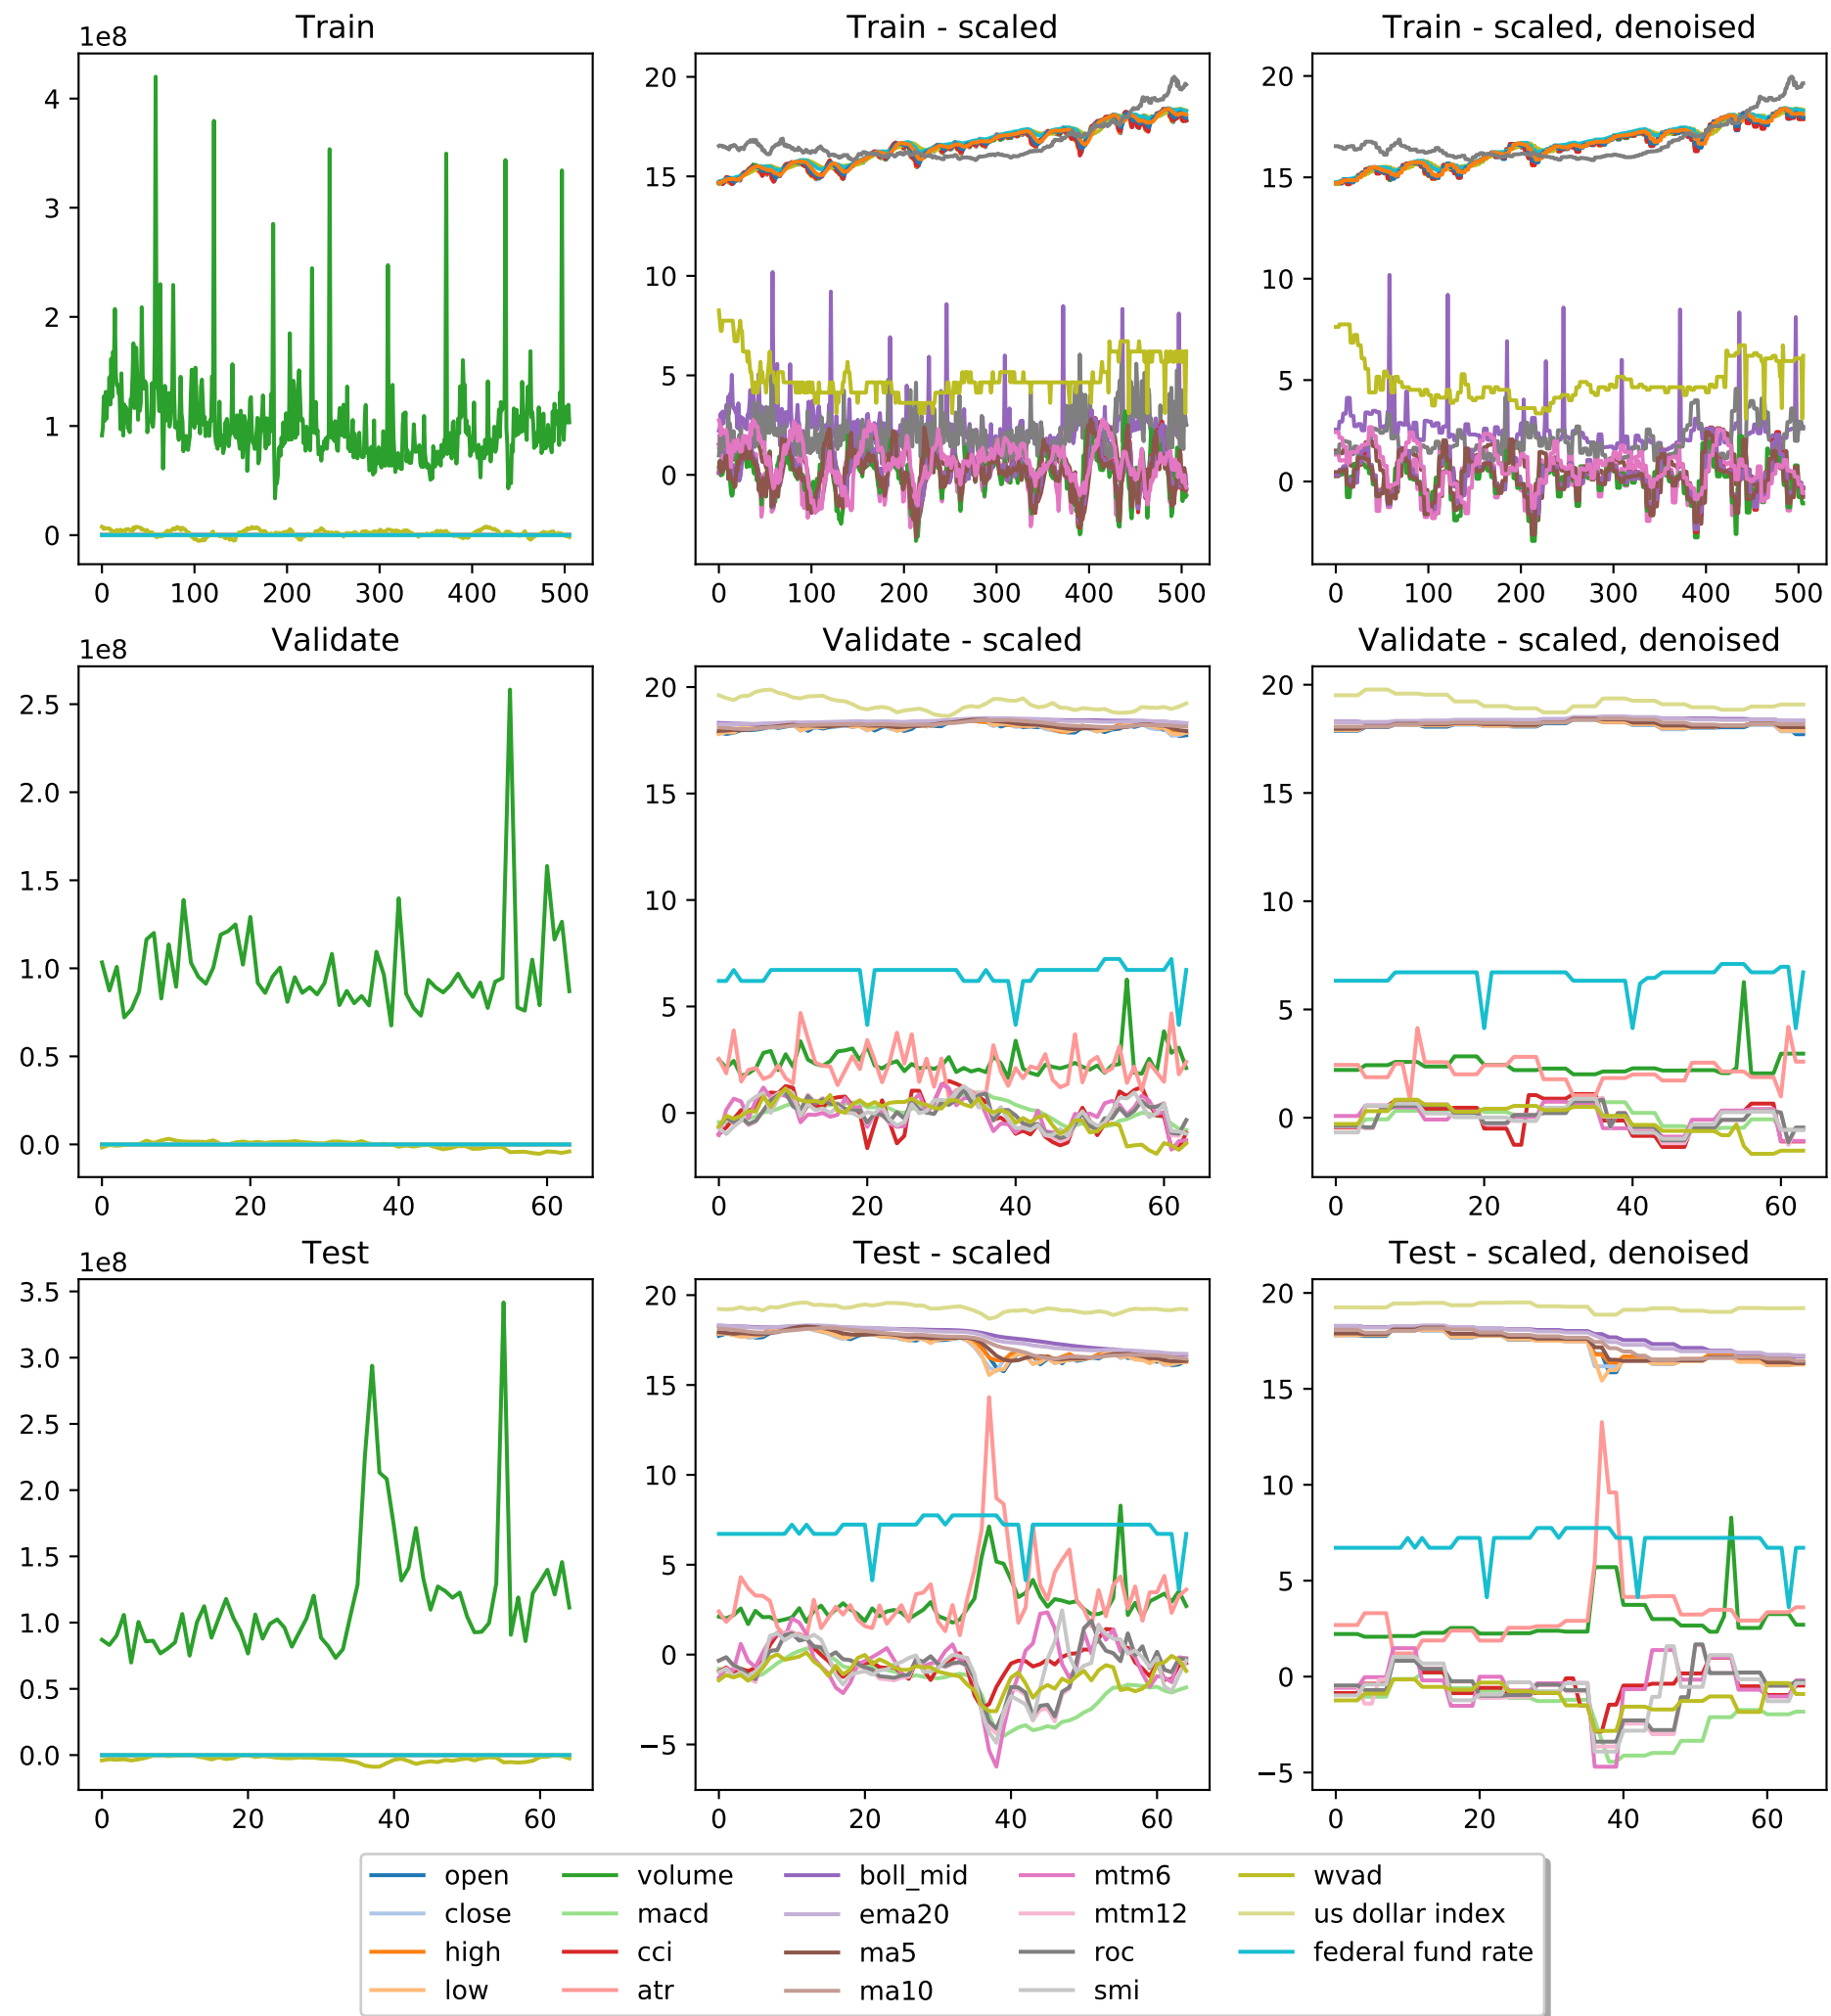 Train
Train - scaled
Train - scaled, denoised
1e8
4
3
2
1
0
0 100 200 300 400 500
20
15
10
5
0
0 100 200 300 400 500
20
15
10
5
0
0 100 200 300 400 500
Validate
Validate - scaled
Validate - scaled, denoised
1e8
2.5
2.0
1.5
1.0
0.5
0.0
0 20 40 60
20
15
10
5
0
0 20 40 60
20
15
10
5
0
0 20 40 60
Test
Test - scaled
Test - scaled, denoised
1e8
3.5
3.0
2.5
2.0
1.5
1.0
0.5
0.0
0 20 40 60
20
15
10
5
0
−5
0 20 40 60
20
15
10
5
0
−5
0 20 40 60
open
close
high
low
volume
macd
cci
atr
boll_mid
ema20
ma5
ma10
mtm6
mtm12
roc
smi
wvad
us dollar index
federal fund rate